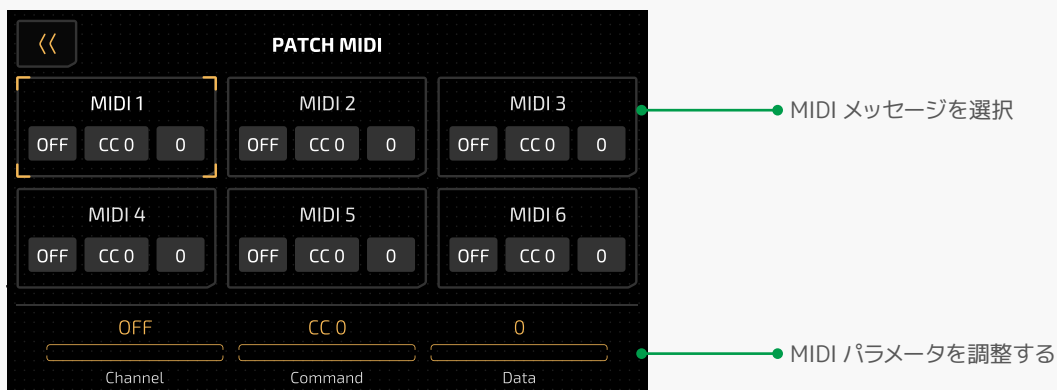 PATCH MIDI
MIDI 1 MIDI 2 MIDI 3
MIDI メッセージを選択
OFF CC 0 0 OFF CC 0 0 OFF CC 0 0
MIDI 4 MIDI 5 MIDI 6
OFF CC 0 0 OFF CC 0 0 OFF CC 0 0
OFF CC 0 0
MIDI パラメータを調整する
Channel Command Data